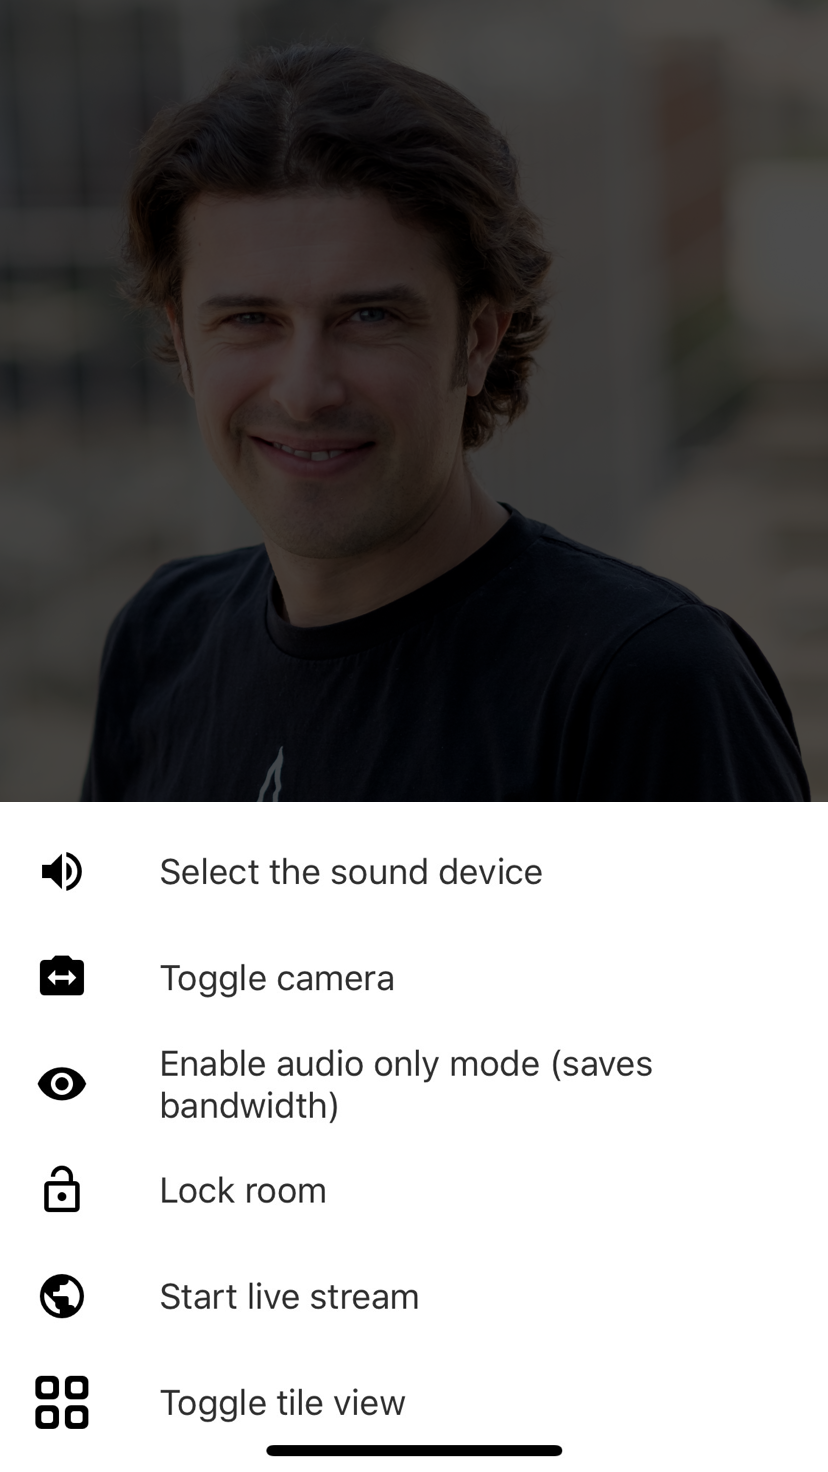 Select the sound device
Toggle camera
Enable audio only mode (saves
bandwidth)
Lock room
Start live stream
Toggle tile view